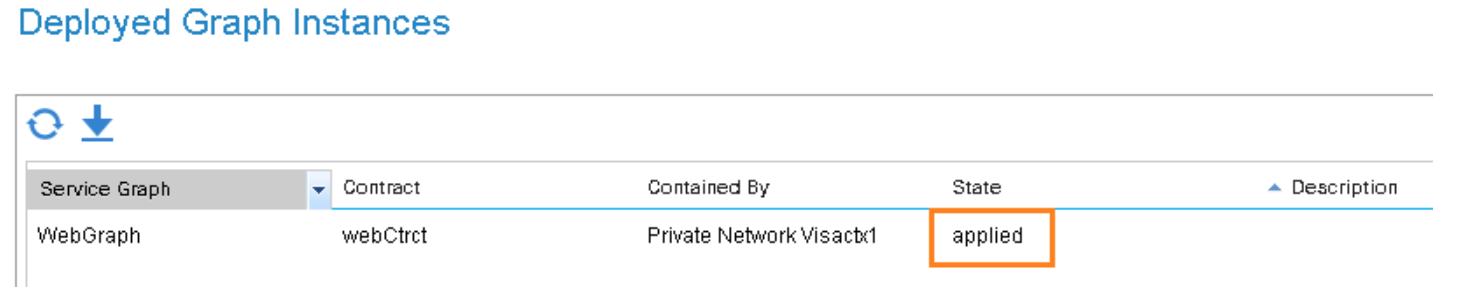 Deployed Graph Instances
Service Graph Contract Contained By State Description
WebGraph webCtrct Private Network Visactx1 applied